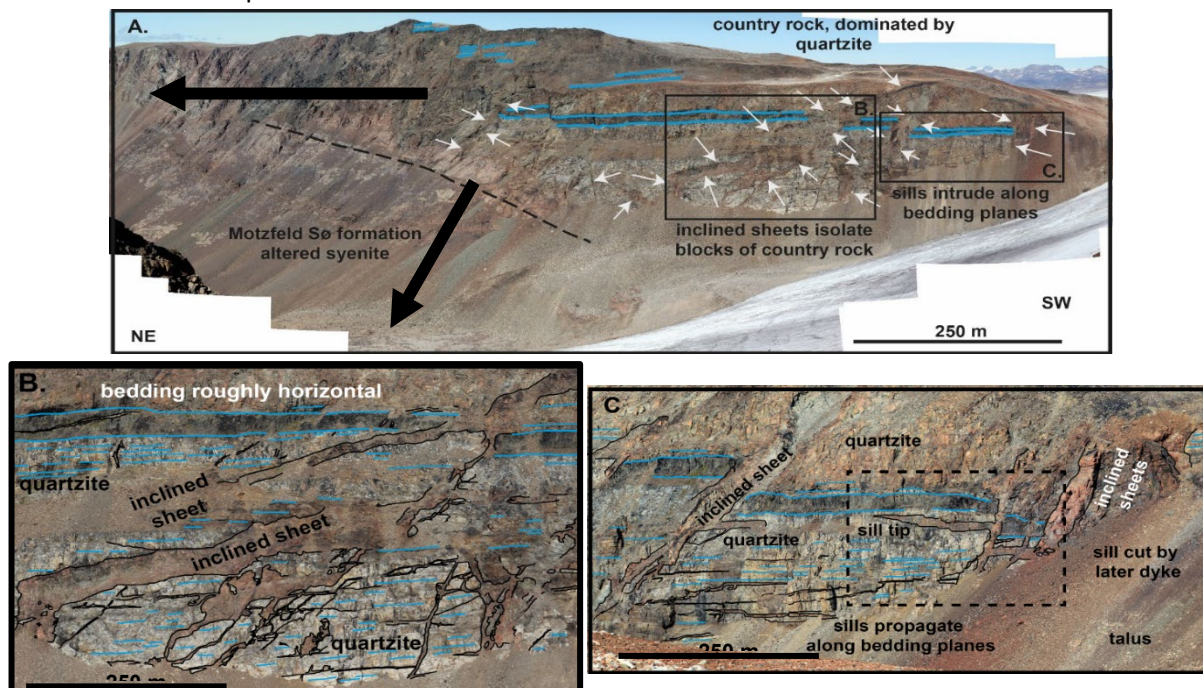 A.
country rock, dominated by
quartzite
B.
C.
sills intrude along
bedding planes
inclined sheets isolate
blocks of country rock
Motzfeld Sø formation
altered syenite
NE
SW
250 m
B.
bedding roughly horizontal
quartzite
inclined
sheet
inclined sheet
quartzite
250 m
C
quartzite
inclined sheet
inclined
sheets
quartzite
sill tip
sill cut by
later dyke
sills propagate
along bedding planes
talus
250 m